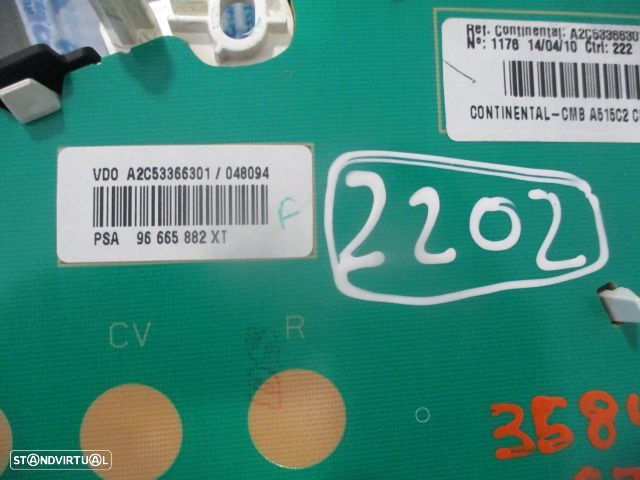 Ref. Continental: A2C53366301
Nº: 1176 14/04/10 Ctrl: 222
CONTINENTAL-CMB A515C2
VDO A2C53366301 / 048094
PSA 96 665 882 XT
F
2202
CV R
3584
STANDVIRTUAL